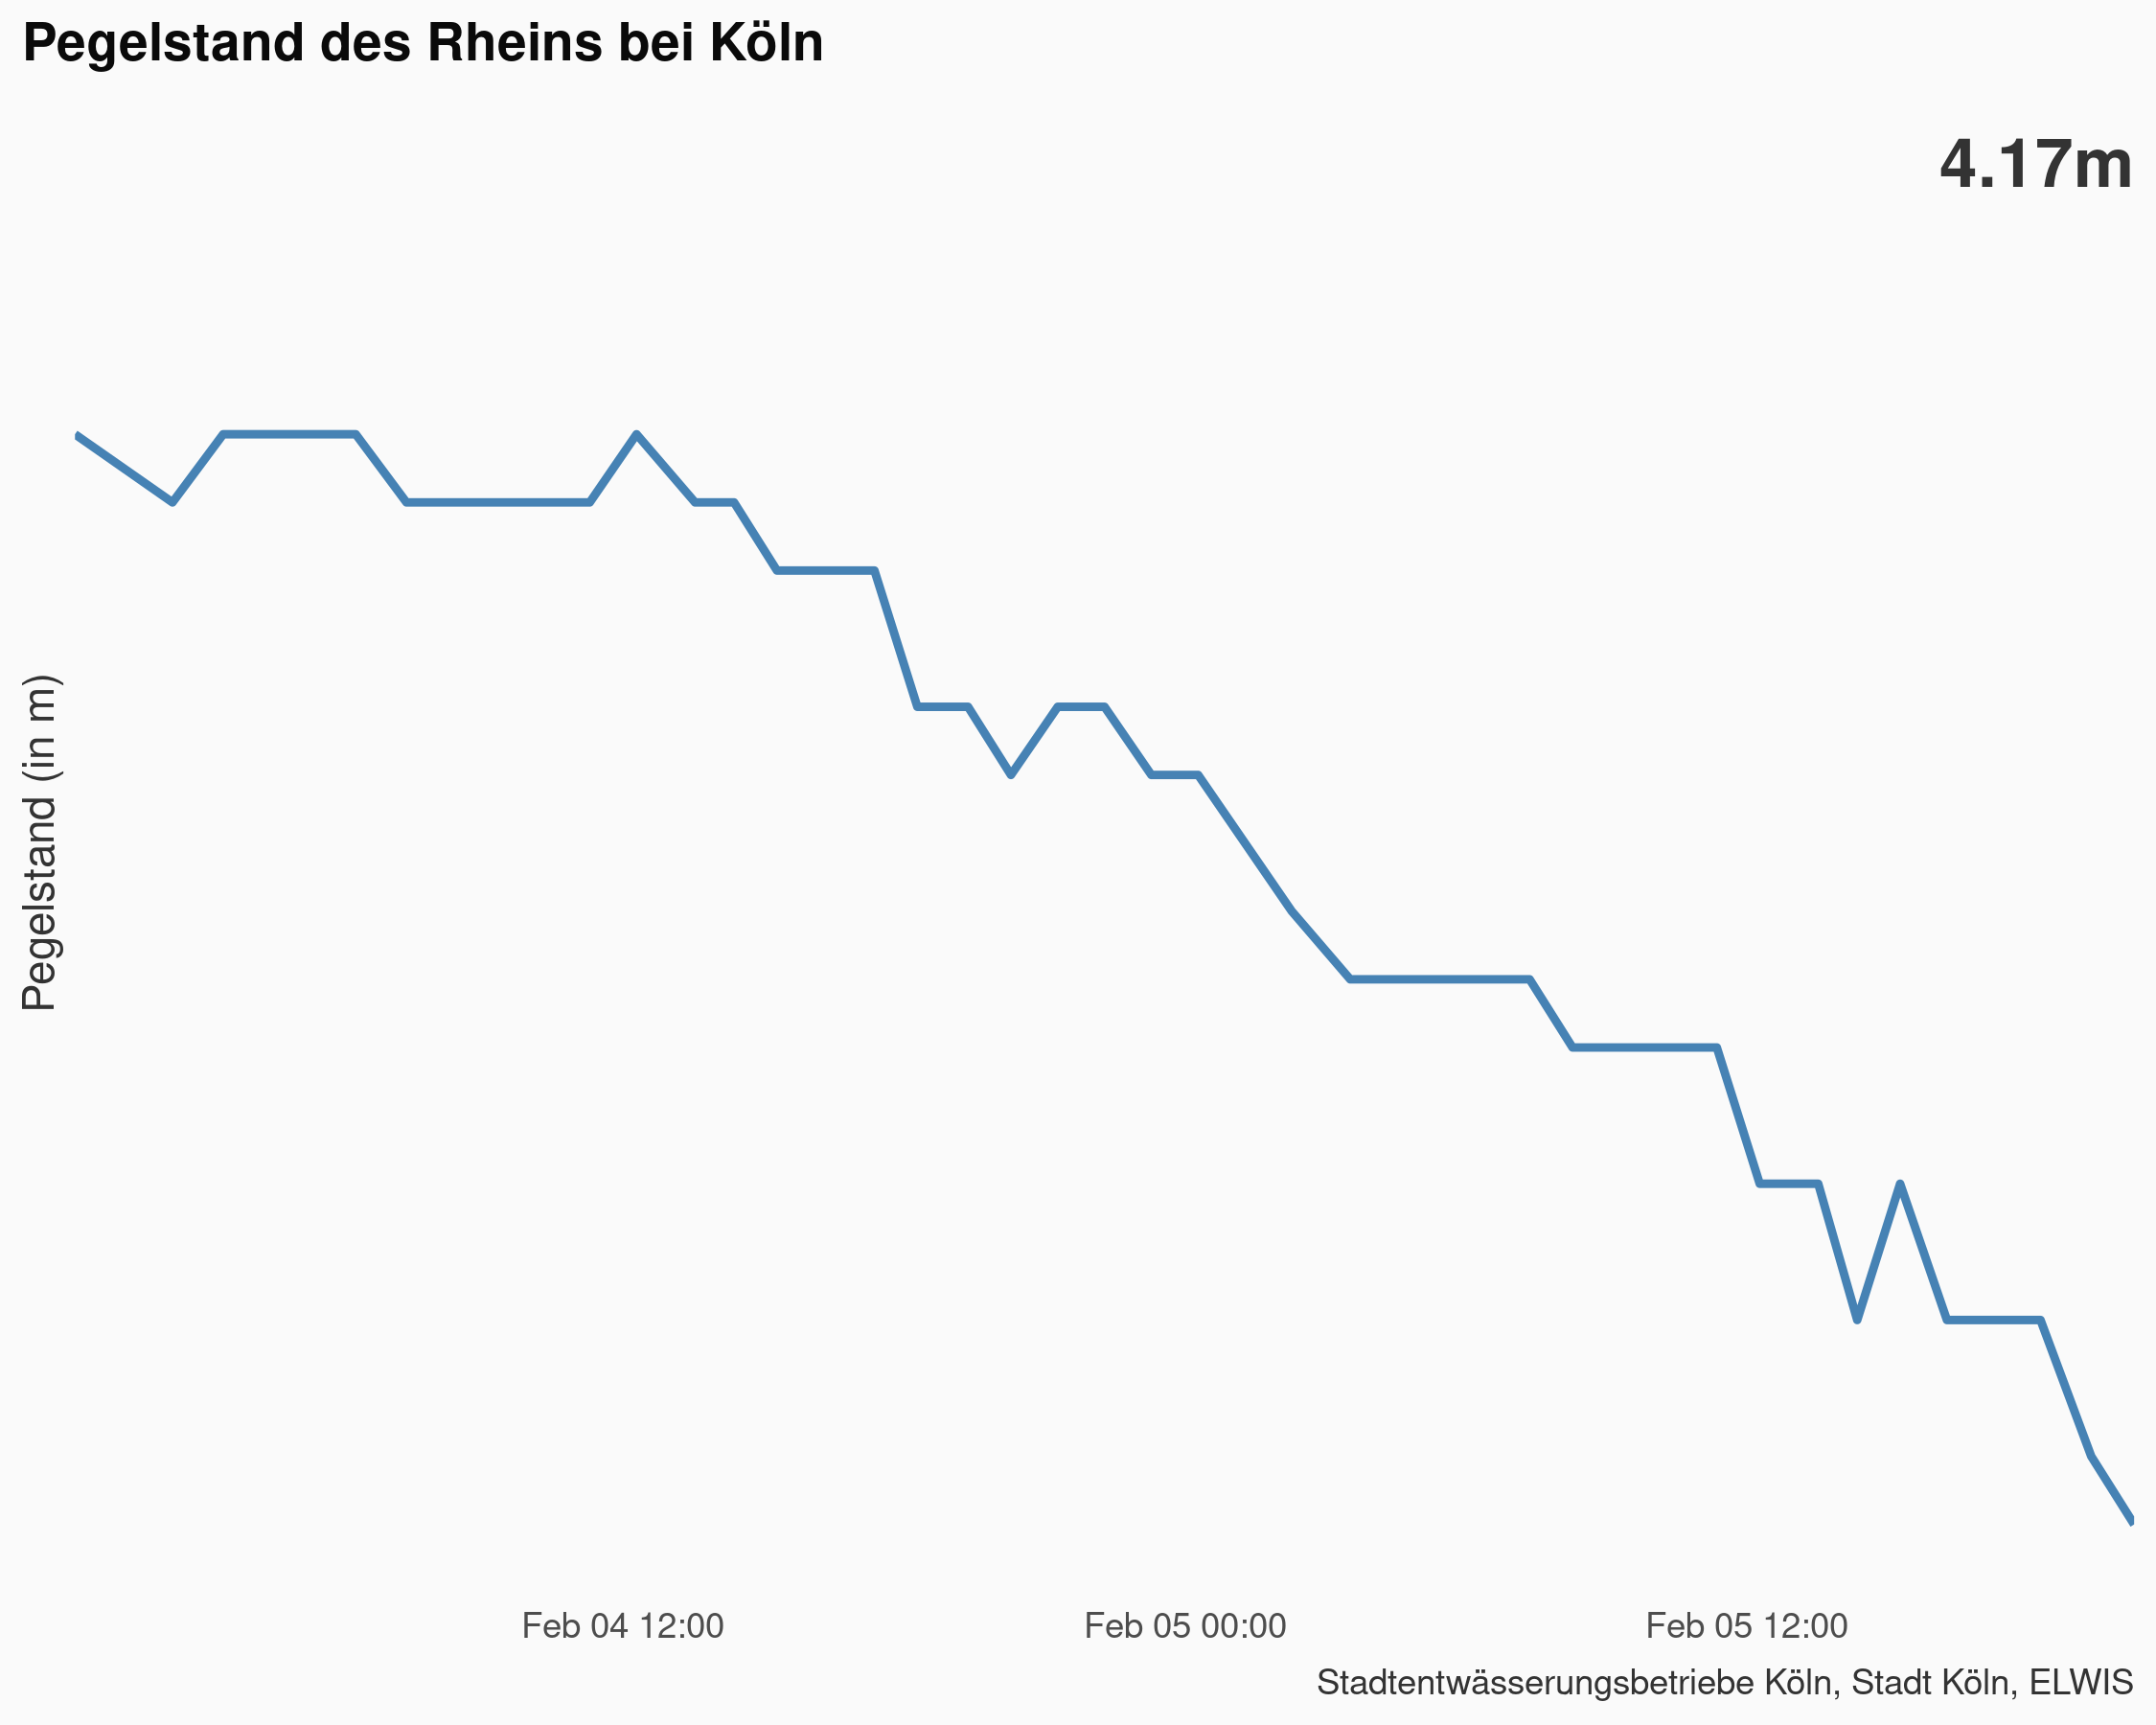 Pegelstand des Rheins bei Köln
4.17m
Pegelstand (in m)
Feb 04 12:00
Feb 05 00:00
Feb 05 12:00
Stadtentwässerungsbetriebe Köln, Stadt Köln, ELWIS